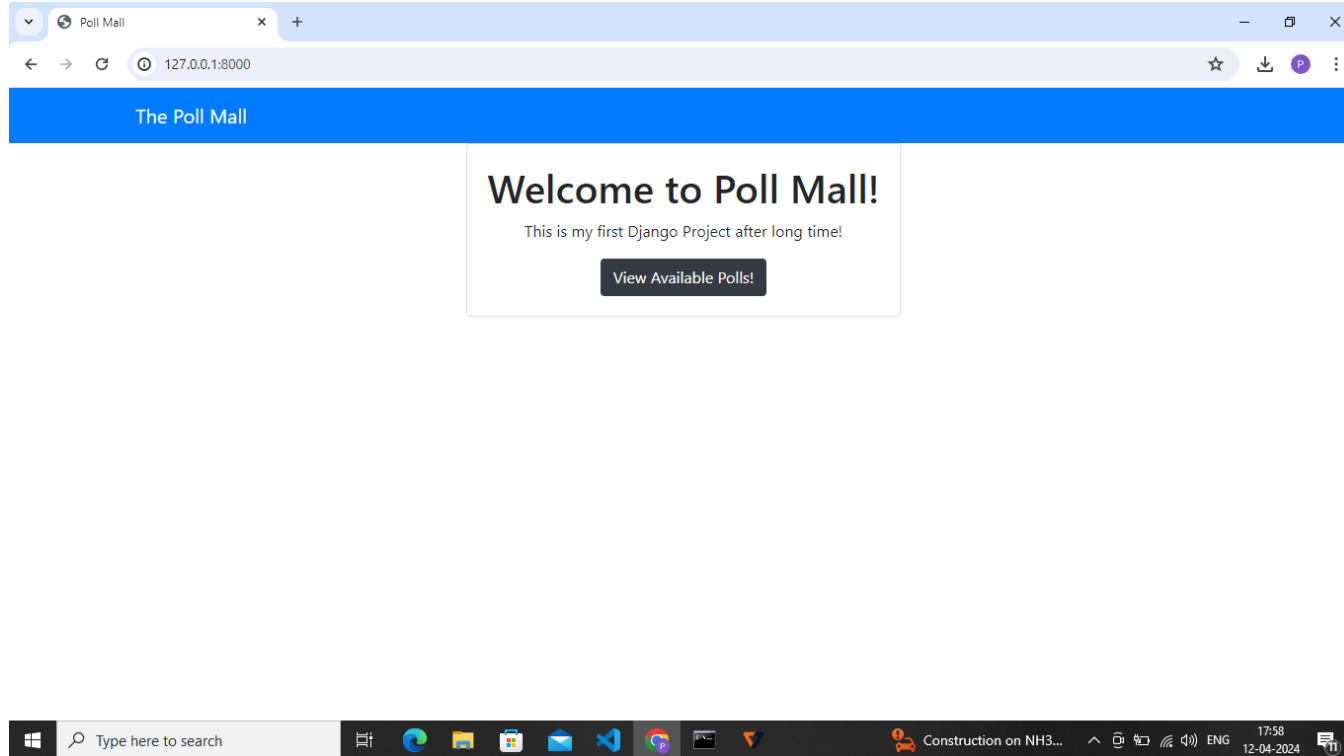 Poll Mall
127.0.0.1:8000
P
The Poll Mall
Welcome to Poll Mall!
This is my first Django Project after long time!
View Available Polls!
Type here to search
P
Construction on NH3...
ENG
17:58
12-04-2024
11